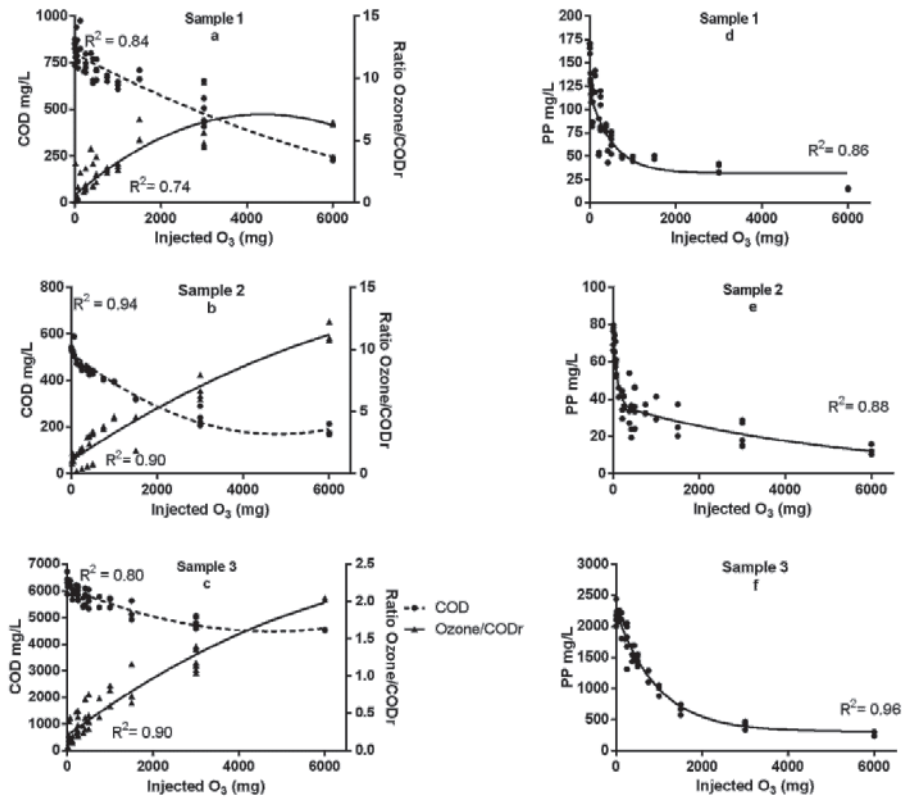 Sample 1
a
COD mg/L
1000
750
500
250
0
R² = 0.84
R²= 0.74
15
10
5
0
Ratio Ozone/CODr
0 2000 4000 6000
Injected O₃ (mg)
Sample 1
d
PP mg/L
200
175
150
125
100
75
50
25
0
R² = 0.86
0 2000 4000 6000
Injected O₃ (mg)
Sample 2
b
COD mg/L
800
600
400
200
0
R² = 0.94
R²= 0.90
15
10
5
0
Ratio Ozone/CODr
0 2000 4000 6000
Injected O₃ (mg)
Sample 2
e
PP mg/L
100
80
60
40
20
0
R² = 0.88
0 2000 4000 6000
Injected O₃ (mg)
Sample 3
c
COD mg/L
7000
6000
5000
4000
3000
2000
1000
0
R² = 0.80
R²= 0.90
2.5
2.0
1.5
1.0
0.5
0.0
Ratio Ozone/CODr
0 2000 4000 6000
Injected O₃ (mg)
COD
Ozone/CODr
Sample 3
f
PP mg/L
3000
2500
2000
1500
1000
500
0
R²= 0.96
0 2000 4000 6000
Injected O₃ (mg)